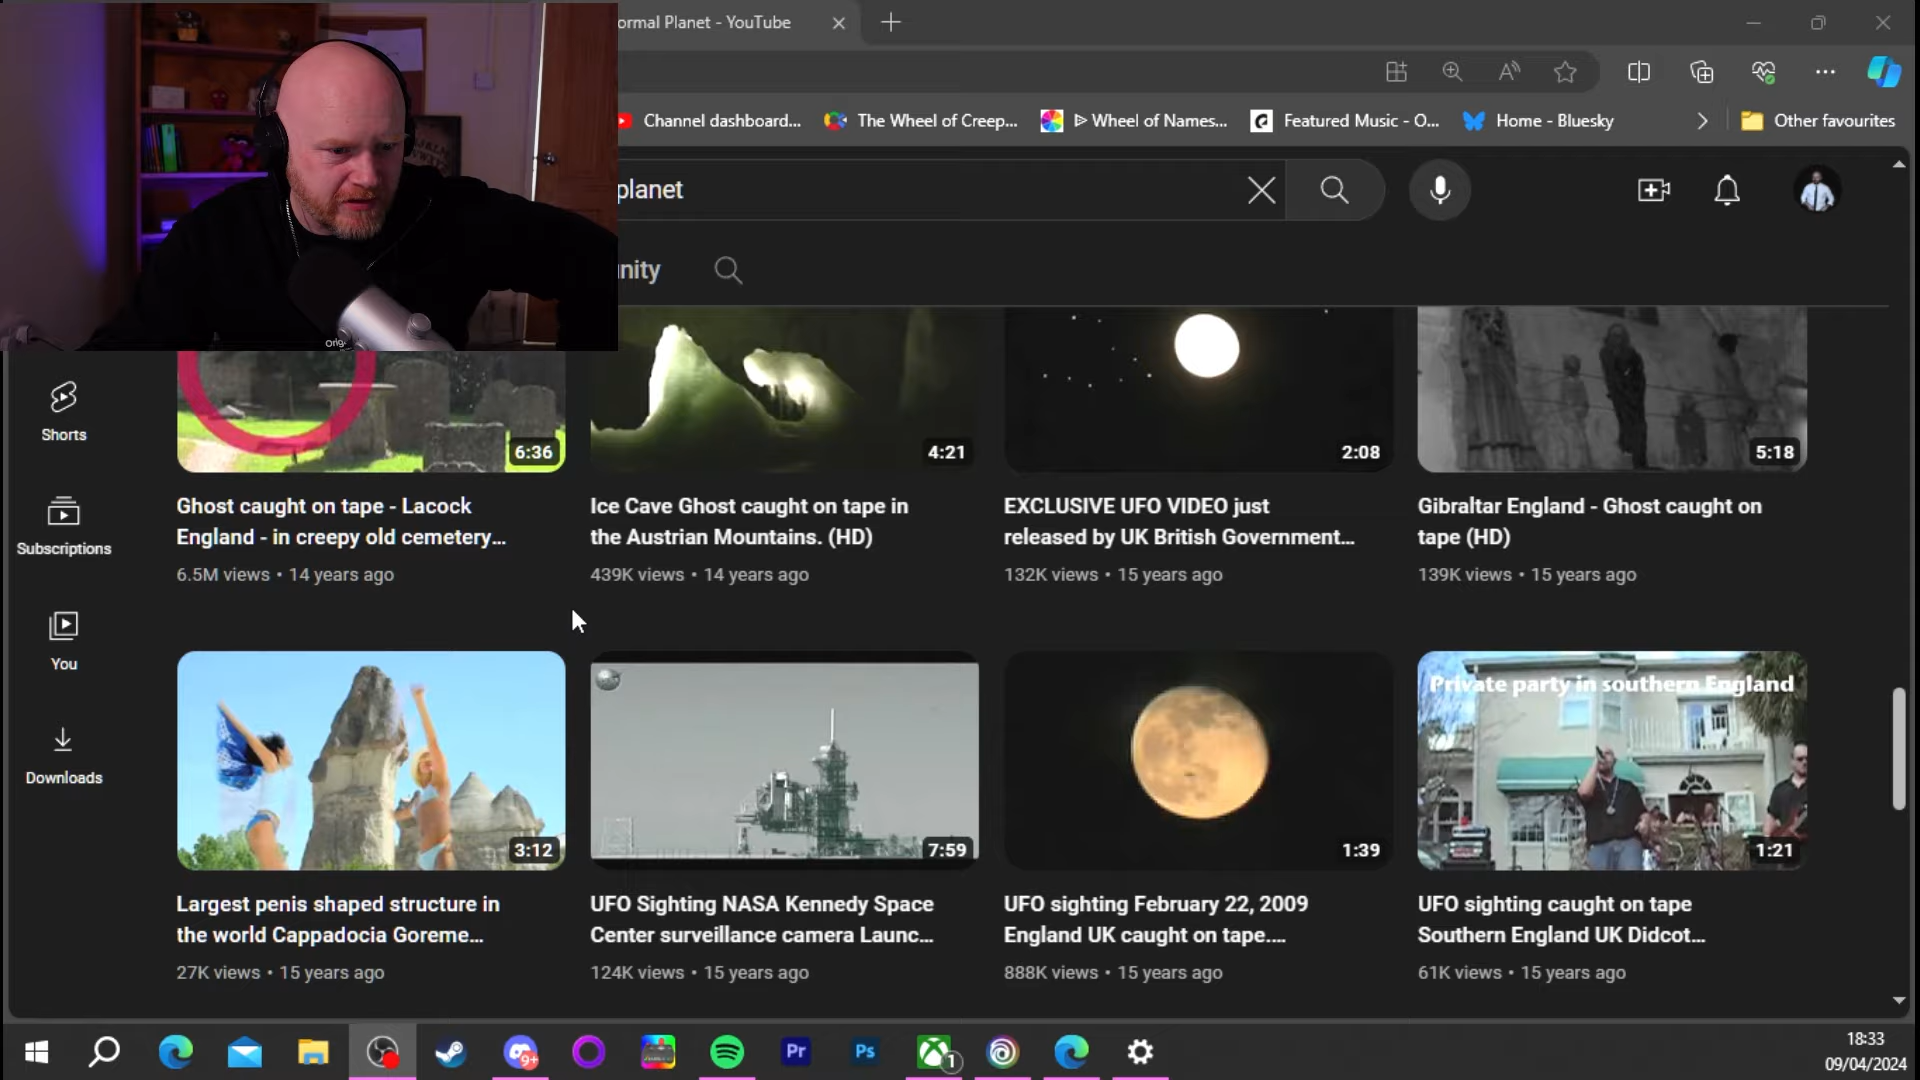 ormal Planet - YouTube
Channel dashboard...
The Wheel of Creep...
Wheel of Names...
Featured Music - O...
Home - Bluesky
Other favourites
planet
unity
Shorts
Subscriptions
You
Downloads
6:36
4:21
2:08
5:18
Ghost caught on tape - Lacock
England - in creepy old cemetery...
6.5M views • 14 years ago
Ice Cave Ghost caught on tape in
the Austrian Mountains. (HD)
439K views • 14 years ago
EXCLUSIVE UFO VIDEO just
released by UK British Government...
132K views • 15 years ago
Gibraltar England - Ghost caught on
tape (HD)
139K views • 15 years ago
3:12
7:59
1:39
Private party in southern England
1:21
Largest penis shaped structure in
the world Cappadocia Goreme...
27K views • 15 years ago
UFO Sighting NASA Kennedy Space
Center surveillance camera Launc...
124K views • 15 years ago
UFO sighting February 22, 2009
England UK caught on tape....
888K views • 15 years ago
UFO sighting caught on tape
Southern England UK Didcot...
61K views • 15 years ago
9+
Pr
Ps
1
18:33
09/04/2024